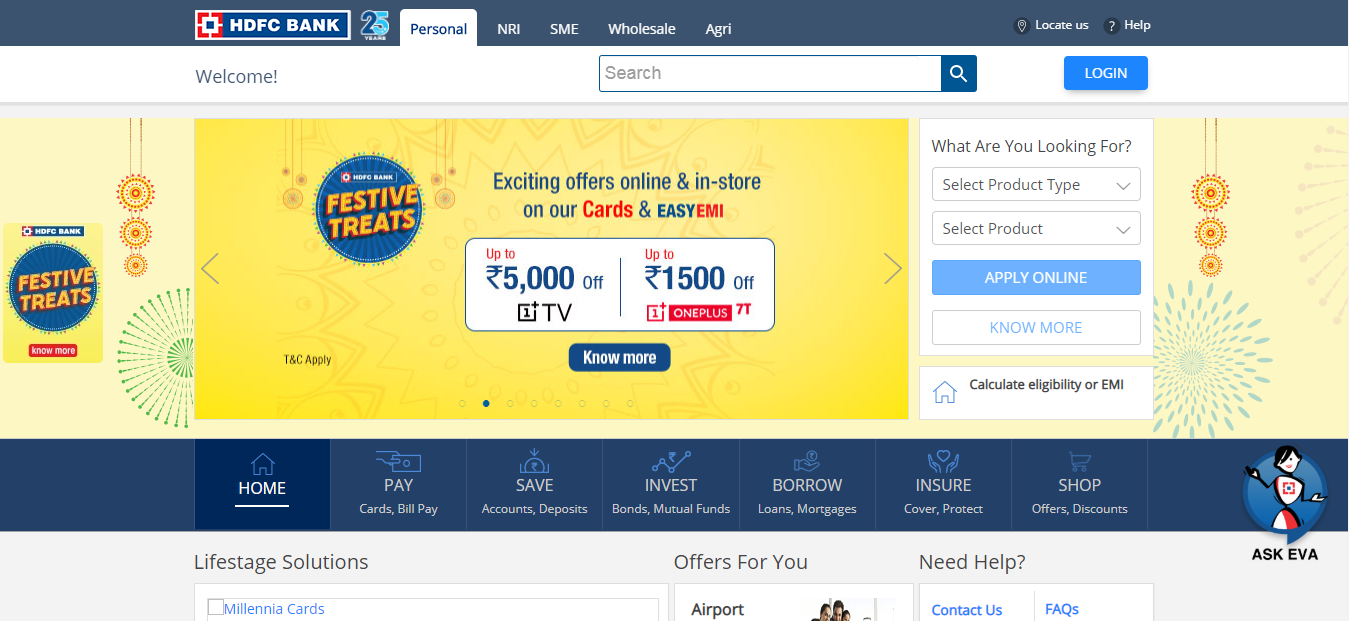 HDFC BANK
25
YEARS
Personal
NRI
SME
Wholesale
Agri
Locate us
? Help
Welcome!
Search
LOGIN
HDFC BANK
FESTIVE
TREATS
know more
HDFC BANK
FESTIVE
TREATS
Exciting offers online & in-store
on our Cards & EASYEMI
Up to
₹5,000 Off
1+ TV
Up to
₹1500 Off
1+ ONEPLUS 7T
T&C Apply
Know more
What Are You Looking For?
Select Product Type
Select Product
APPLY ONLINE
KNOW MORE
Calculate eligibility or EMI
HOME
PAY
Cards, Bill Pay
SAVE
Accounts, Deposits
INVEST
Bonds, Mutual Funds
BORROW
Loans, Mortgages
INSURE
Cover, Protect
SHOP
Offers, Discounts
ASK EVA
Lifestage Solutions
Millennia Cards
Offers For You
Airport
Need Help?
Contact Us
FAQs